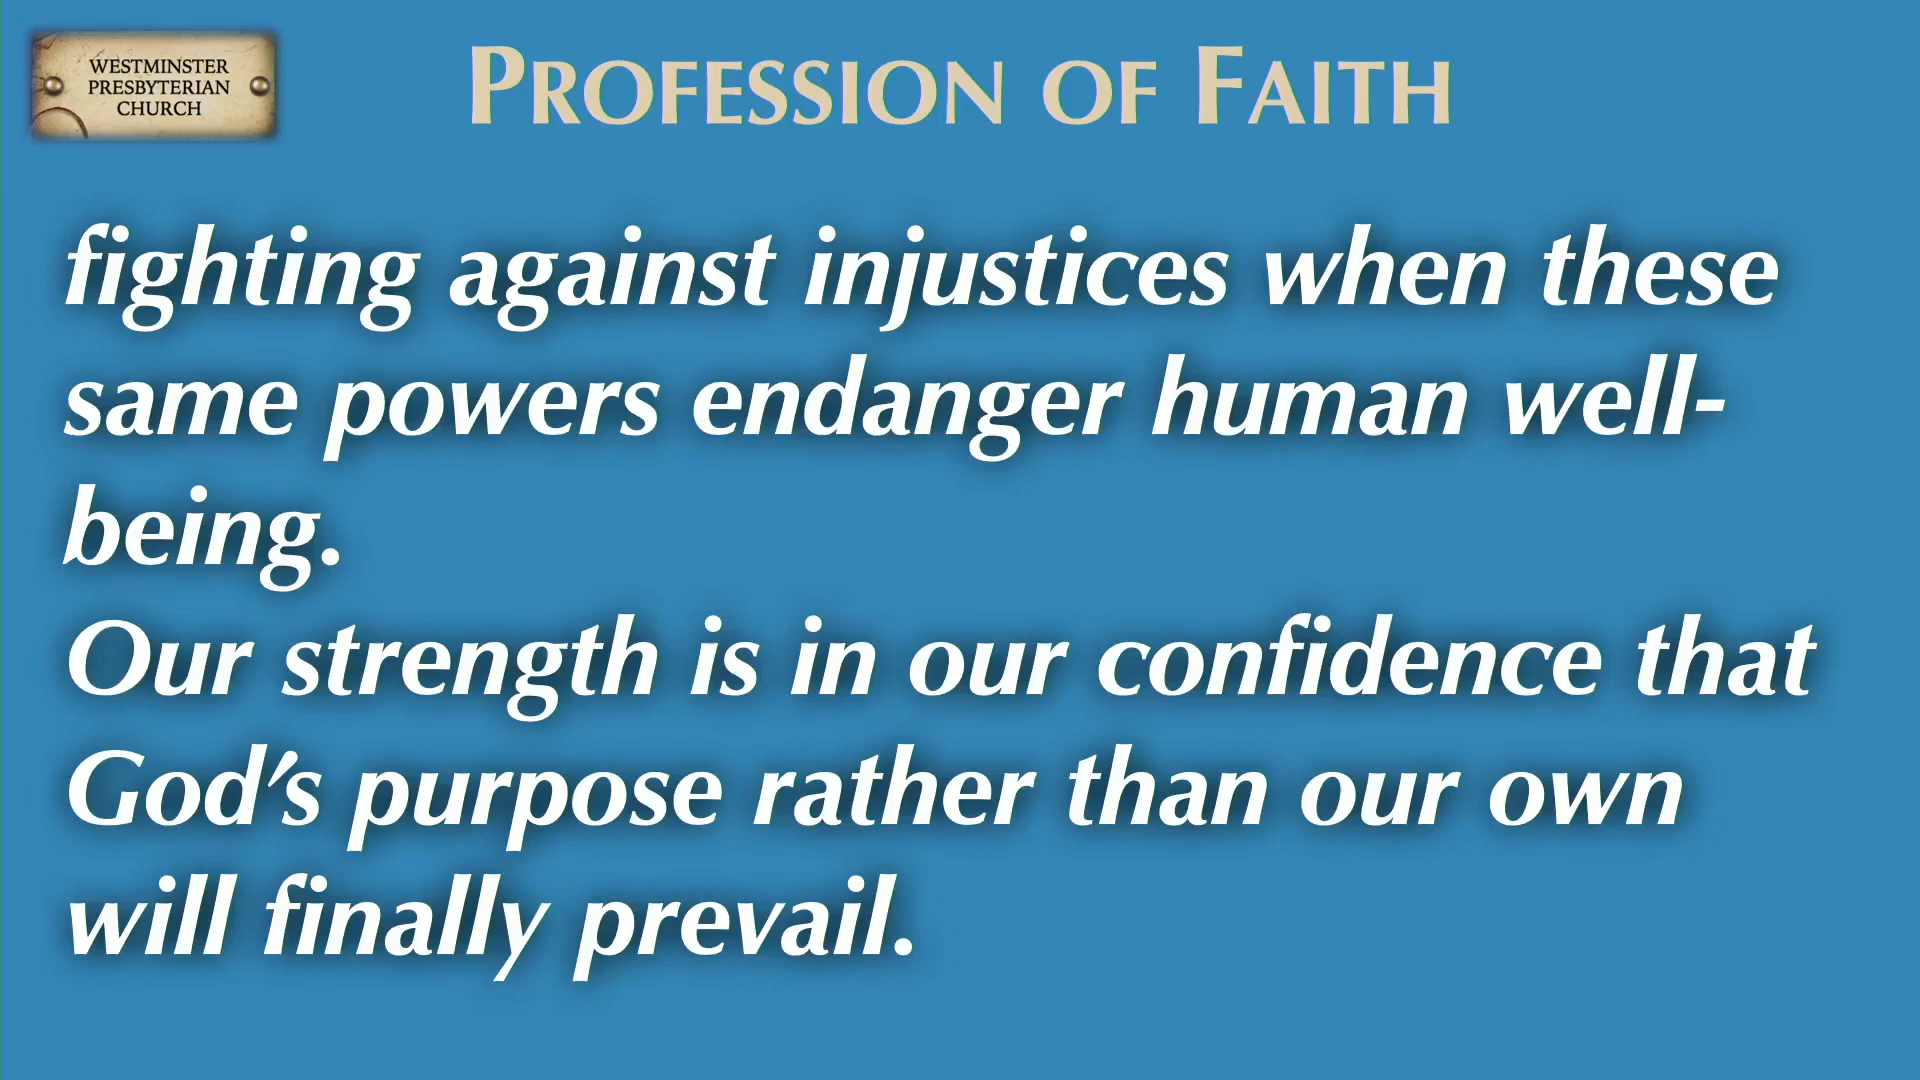 WESTMINSTER
PRESBYTERIAN
CHURCH
PROFESSION OF FAITH
fighting against injustices when these
same powers endanger human well-
being.
Our strength is in our confidence that
God’s purpose rather than our own
will finally prevail.